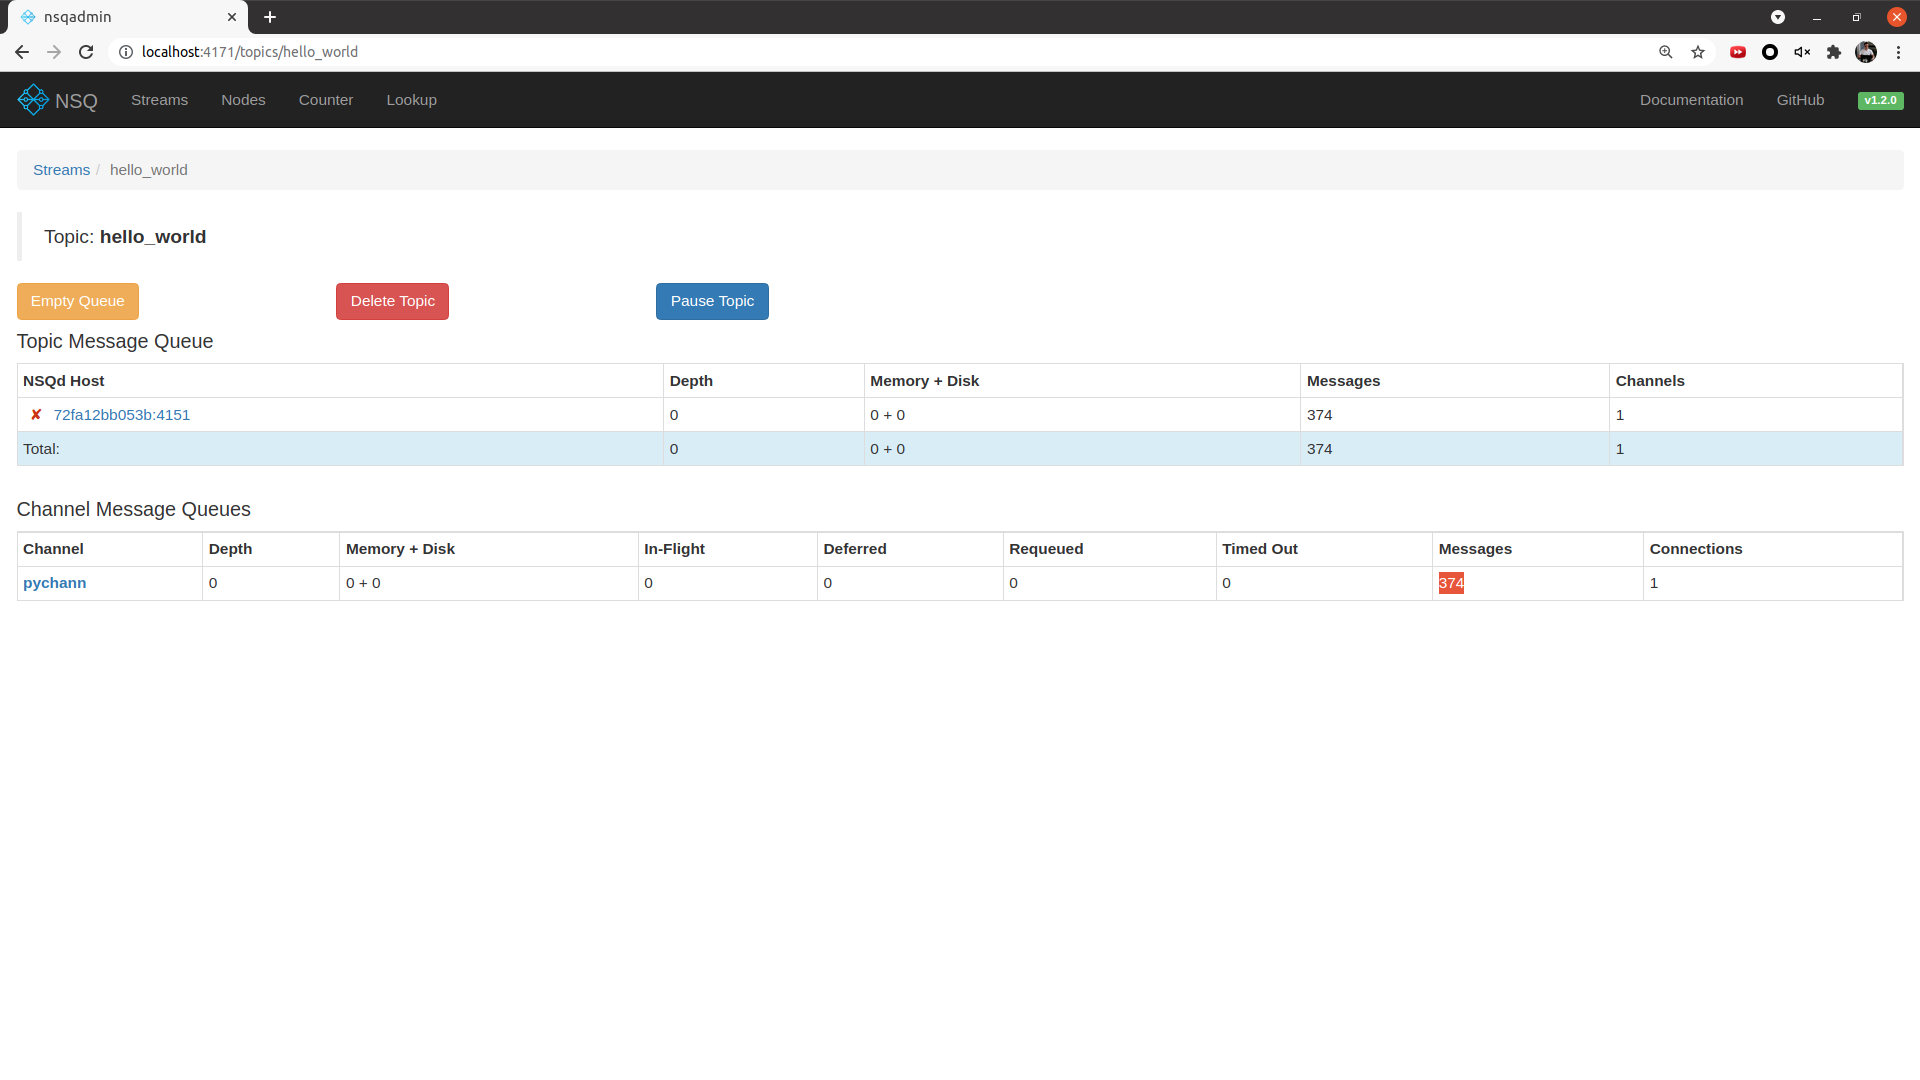 nsqadmin
localhost:4171/topics/hello_world
NSQ Streams Nodes Counter Lookup Documentation GitHub v1.2.0
Streams / hello_world
Topic: hello_world
Empty Queue Delete Topic Pause Topic
Topic Message Queue
NSQd Host Depth Memory + Disk Messages Channels
✘ 72fa12bb053b:4151 0 0 + 0 374 1
Total: 0 0 + 0 374 1
Channel Message Queues
Channel Depth Memory + Disk In-Flight Deferred Requeued Timed Out Messages Connections
pychann 0 0 + 0 0 0 0 0 374 1